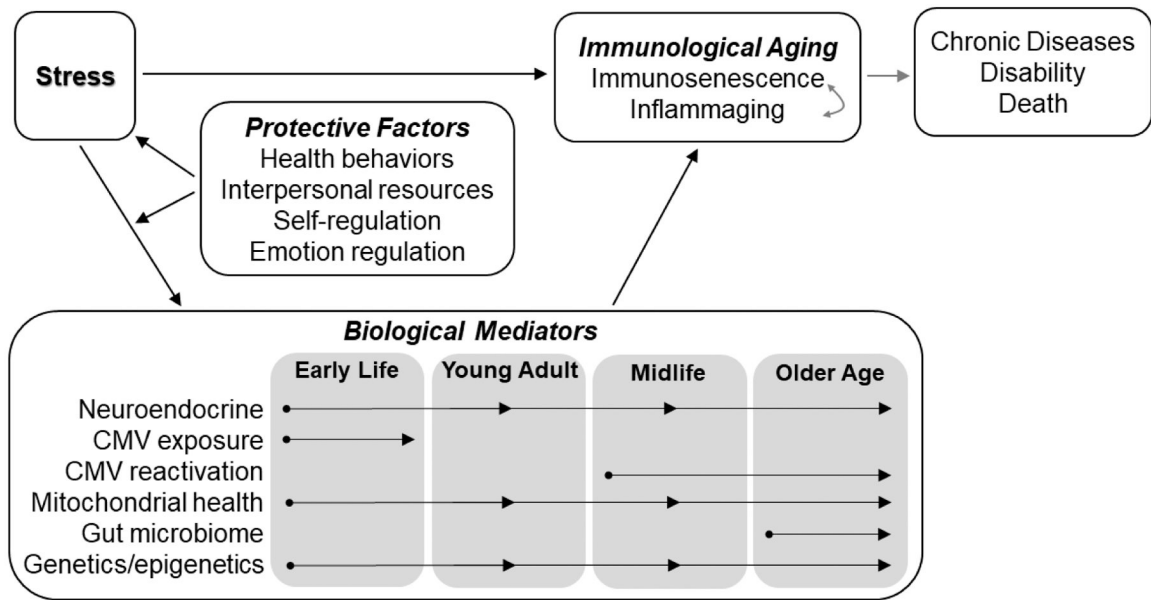 Stress
Immunological Aging
Immunosenescence
Inflammaging
Chronic Diseases
Disability
Death
Protective Factors
Health behaviors
Interpersonal resources
Self-regulation
Emotion regulation
Biological Mediators
Early Life
Young Adult
Midlife
Older Age
Neuroendocrine
CMV exposure
CMV reactivation
Mitochondrial health
Gut microbiome
Genetics/epigenetics